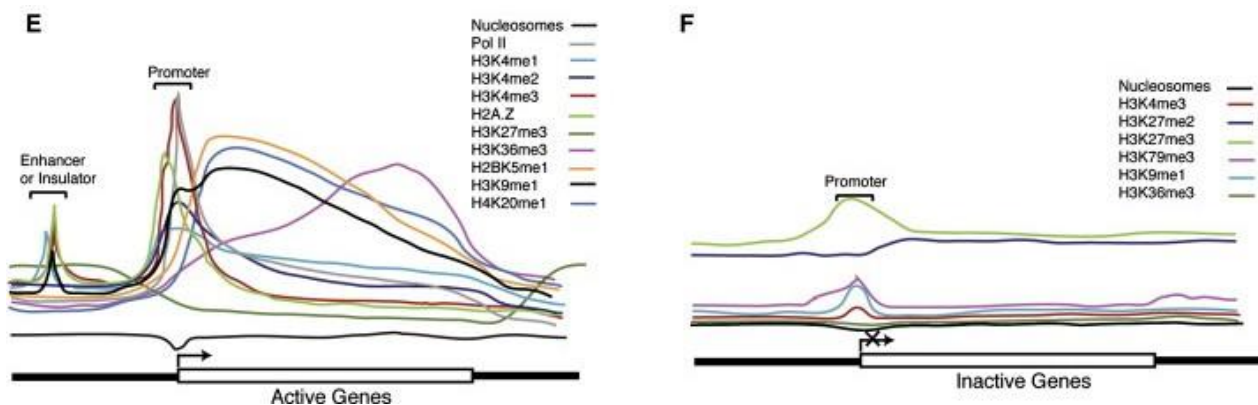 E
Promoter
Enhancer
or Insulator
Nucleosomes
Pol II
H3K4me1
H3K4me2
H3K4me3
H2A.Z
H3K27me3
H3K36me3
H2BK5me1
H3K9me1
H4K20me1
Active Genes
F
Promoter
Nucleosomes
H3K4me3
H3K27me2
H3K27me3
H3K79me3
H3K9me1
H3K36me3
Inactive Genes